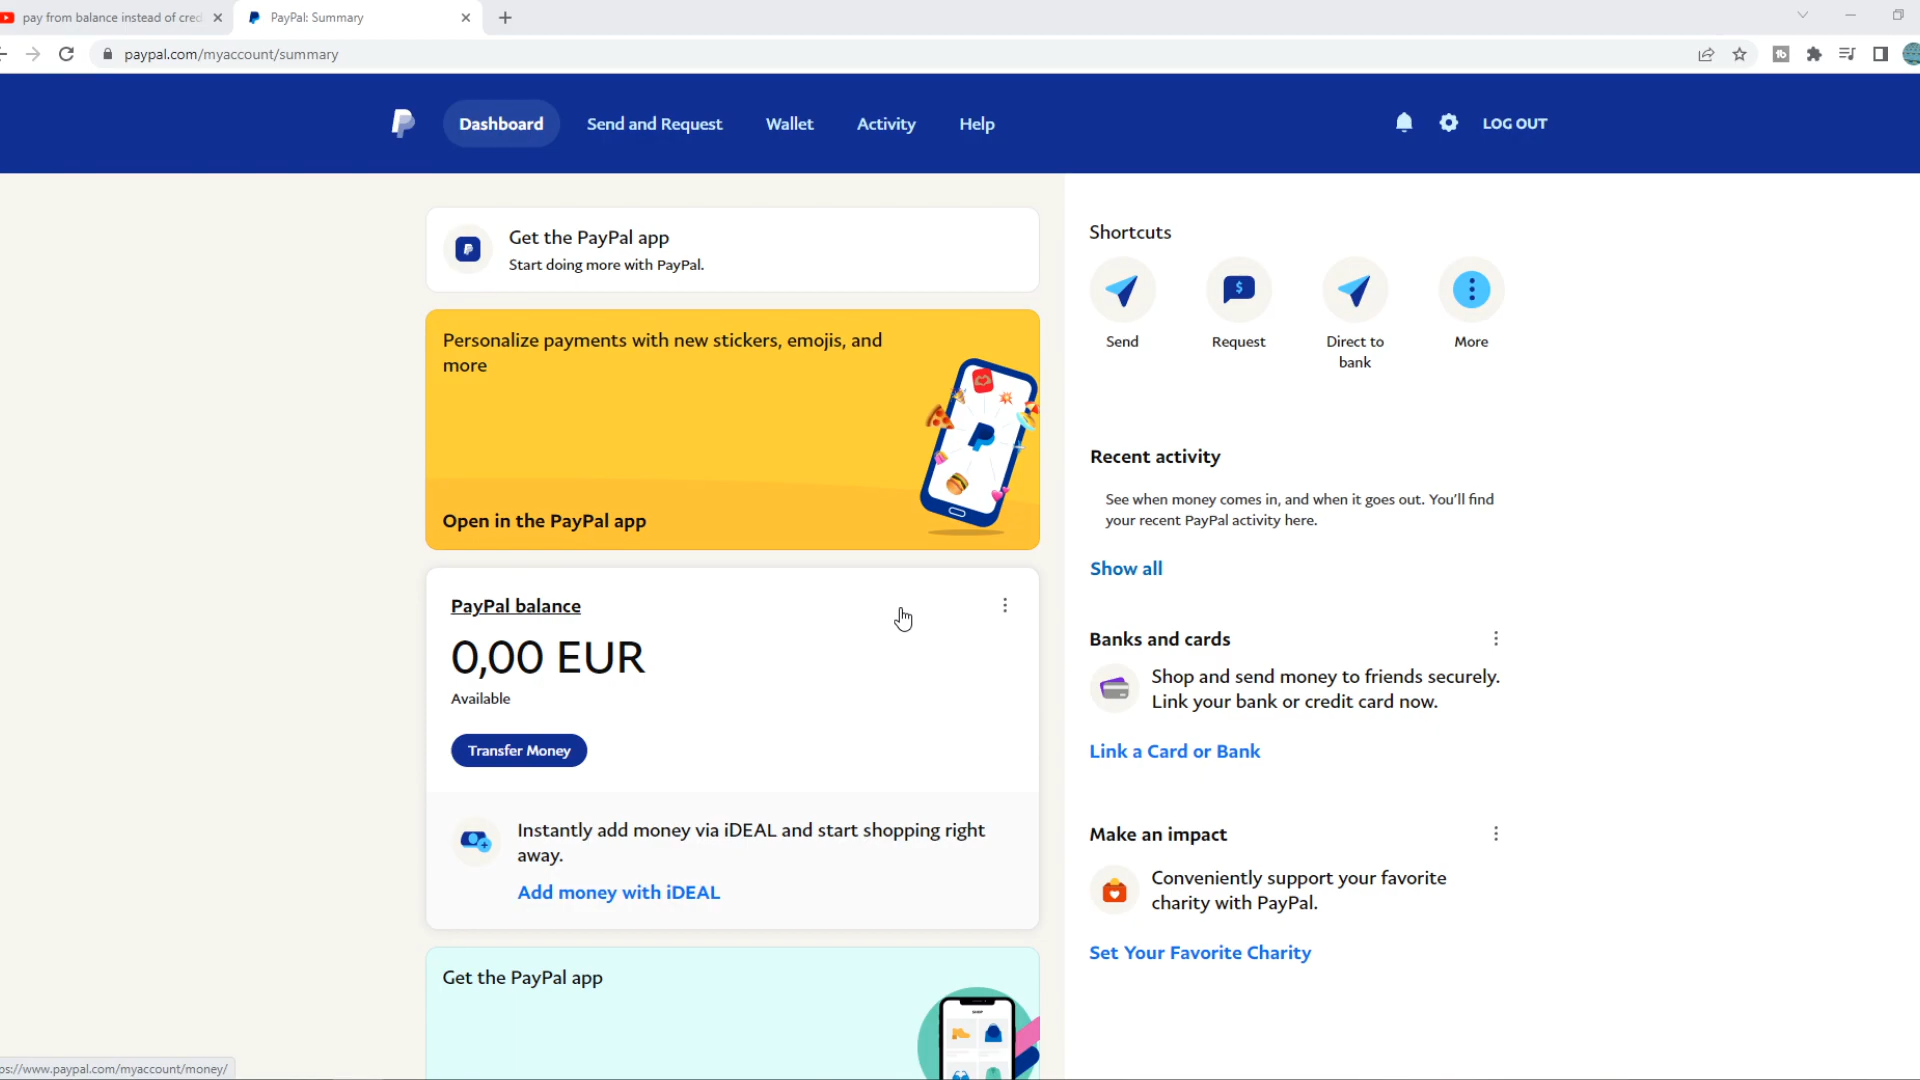 pay from balance instead of cred
PayPal: Summary
paypal.com/myaccount/summary
Dashboard
Send and Request
Wallet
Activity
Help
LOG OUT
Get the PayPal app
Start doing more with PayPal.
Personalize payments with new stickers, emojis, and
more
Open in the PayPal app
PayPal balance
0,00 EUR
Available
Transfer Money
Instantly add money via iDEAL and start shopping right
away.
Add money with iDEAL
Get the PayPal app
Shortcuts
Send
Request
Direct to
bank
More
Recent activity
See when money comes in, and when it goes out. You'll find
your recent PayPal activity here.
Show all
Banks and cards
Shop and send money to friends securely.
Link your bank or credit card now.
Link a Card or Bank
Make an impact
Conveniently support your favorite
charity with PayPal.
Set Your Favorite Charity
ps://www.paypal.com/myaccount/money/